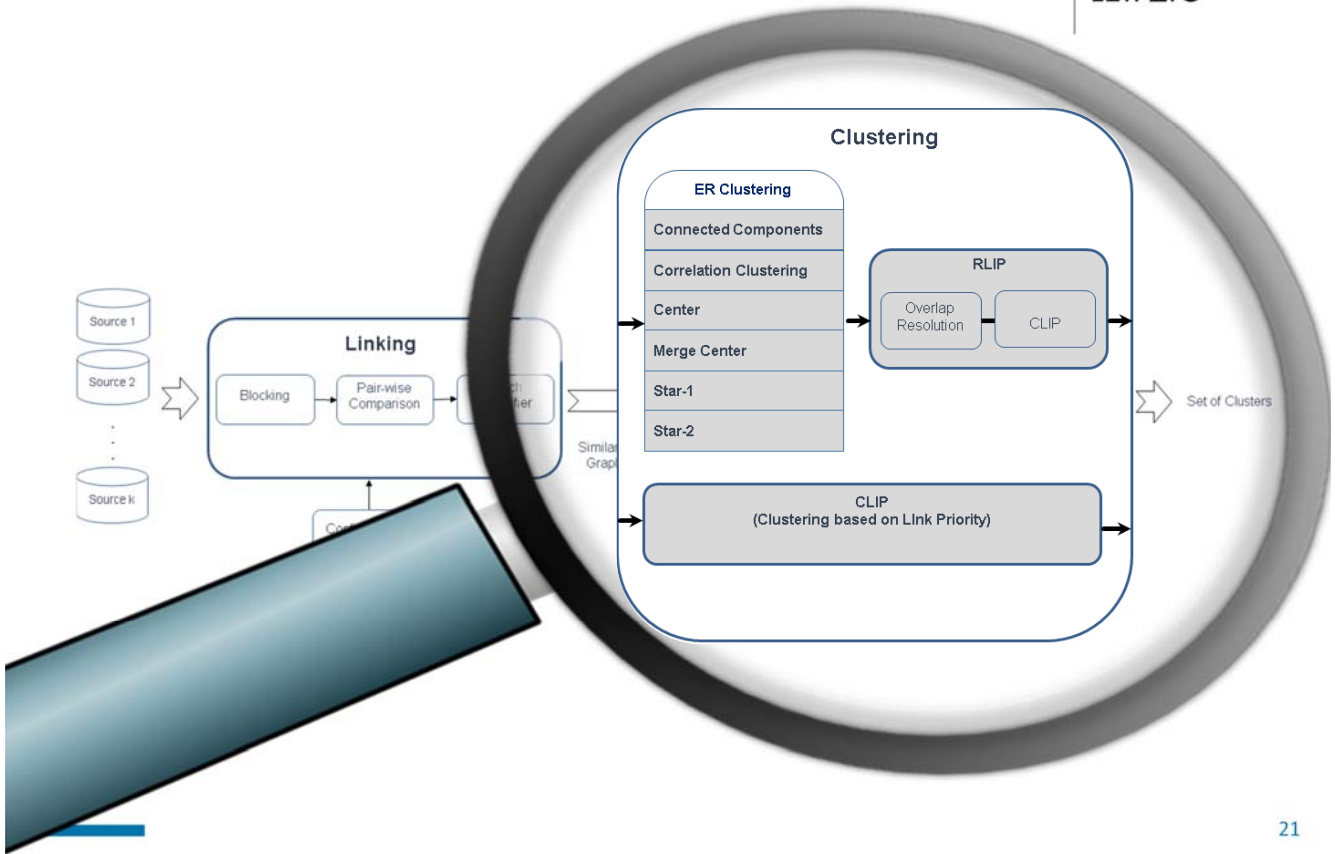 Clustering
ER Clustering
Connected Components
Correlation Clustering
Center
Merge Center
Star-1
Star-2
RLIP
Overlap
Resolution
CLIP
CLIP
(Clustering based on LInk Priority)
Source 1
Source 2
Source k
Linking
Blocking
Pair-wise
Comparison
Set of Clusters
21